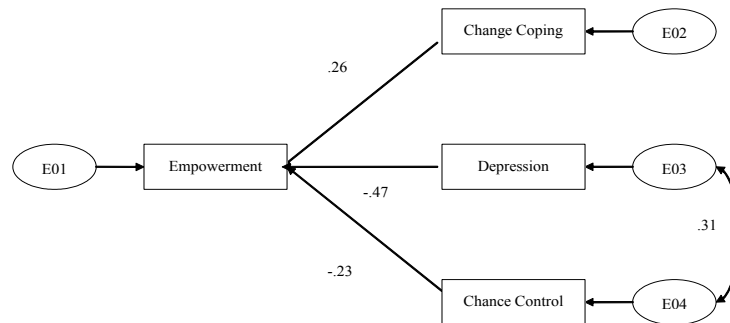 Change Coping
E02
.26
E01
Empowerment
Depression
E03
-.47
.31
-.23
Chance Control
E04